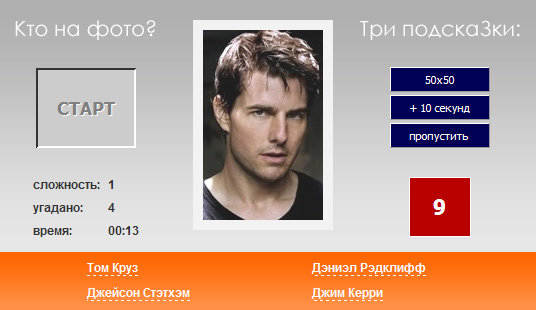 Кто на фото?
Три подскаЗки:
СТАРТ
50x50
+ 10 секунд
пропустить
сложность: 1
угадано: 4
время: 00:13
9
Том Круз
Дэниэл Рэдклифф
Джейсон Стэтхэм
Джим Керри